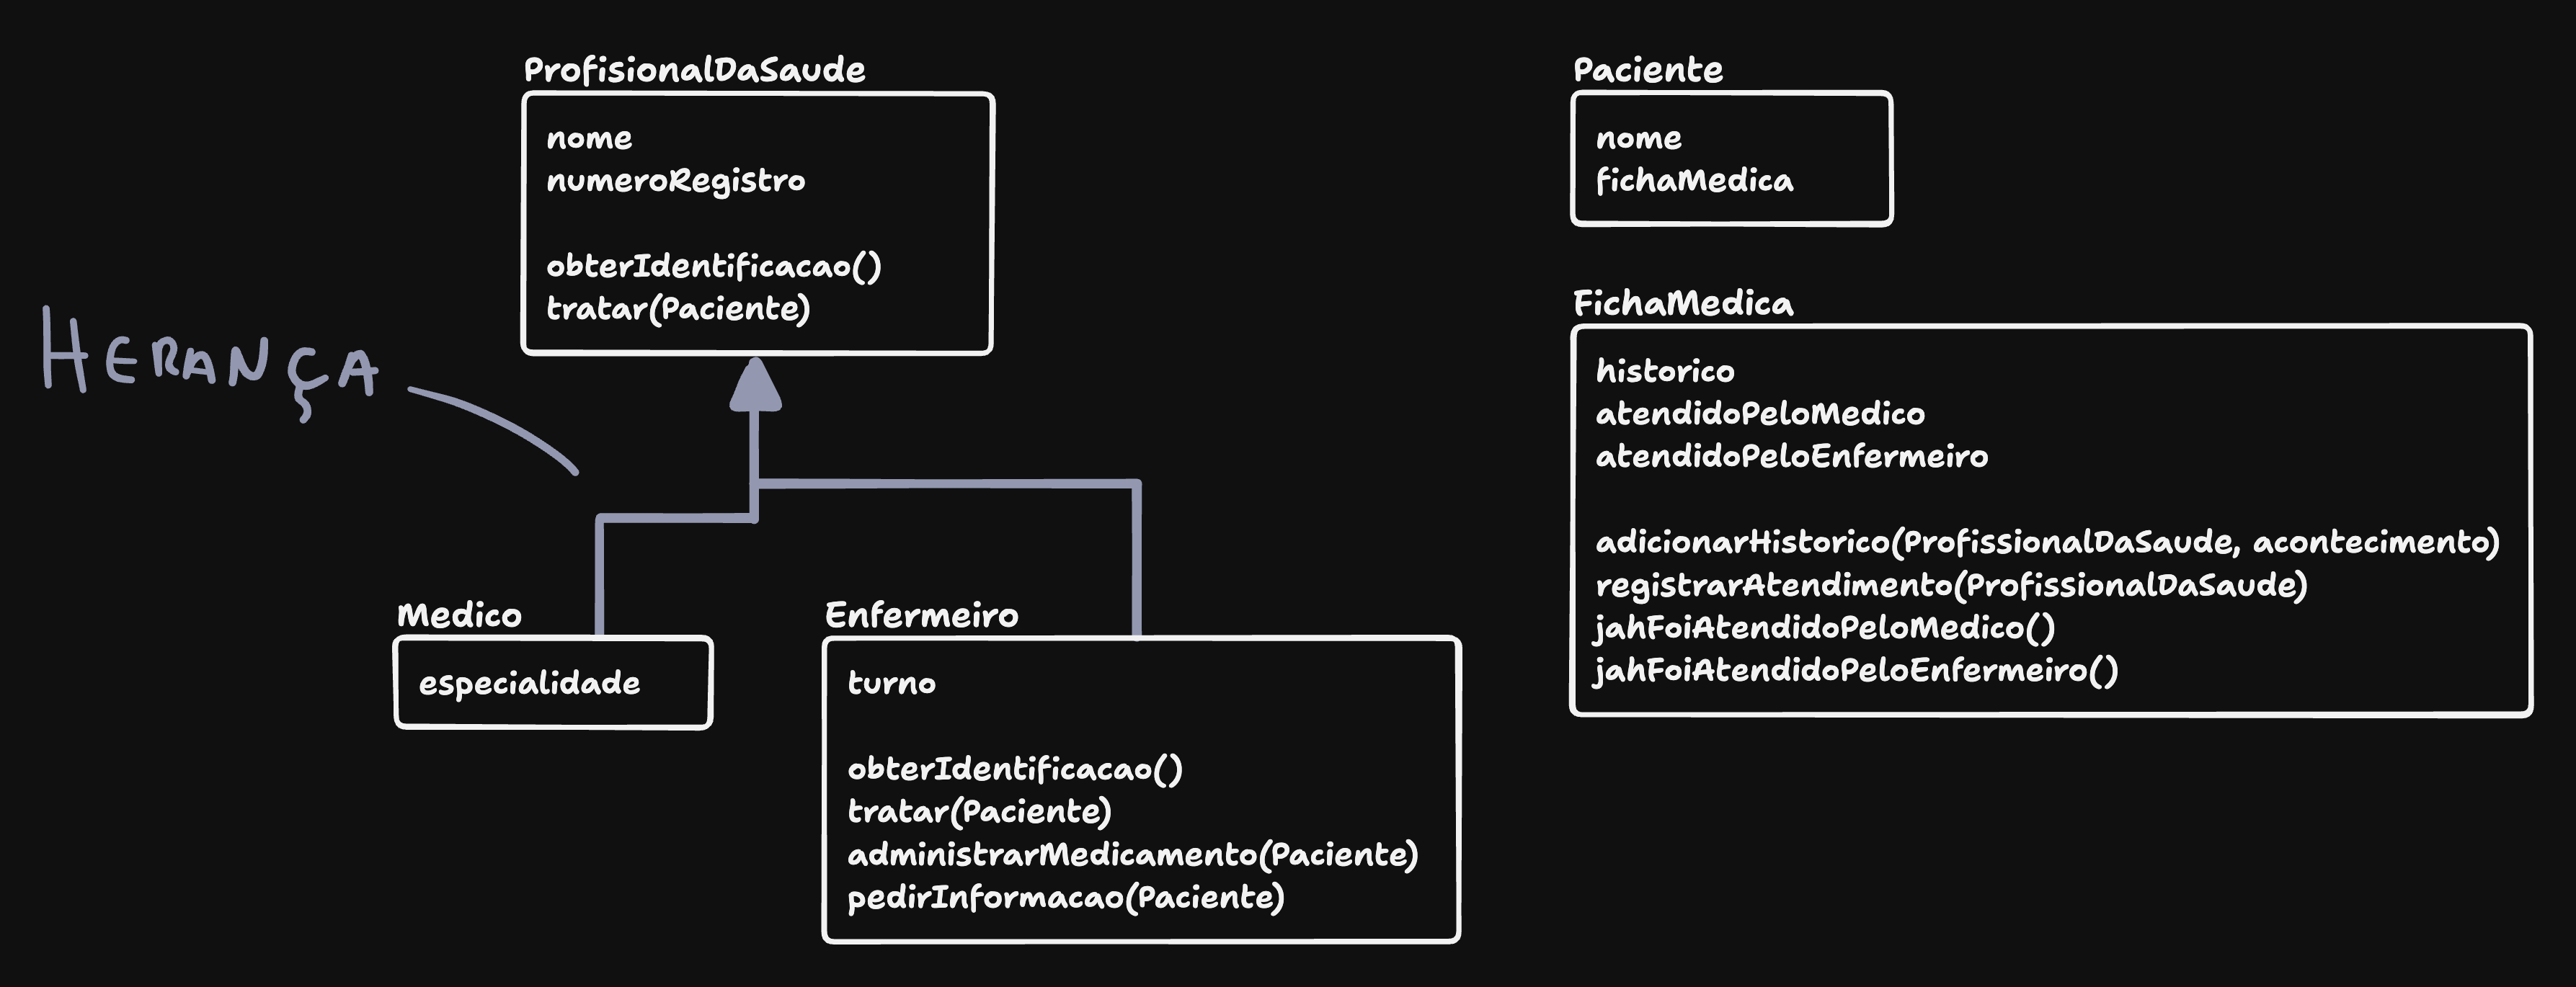 ProfisionalDaSaude
nome
numeroRegistro
obterIdentificacao()
tratar(Paciente)
HERANÇA
Medico
especialidade
Enfermeiro
turno
obterIdentificacao()
tratar(Paciente)
administrarMedicamento(Paciente)
pedirInformacao(Paciente)
Paciente
nome
fichaMedica
FichaMedica
historico
atendidoPeloMedico
atendidoPeloEnfermeiro
adicionarHistorico(ProfissionalDaSaude, acontecimento)
registrarAtendimento(ProfissionalDaSaude)
jahFoiAtendidoPeloMedico()
jahFoiAtendidoPeloEnfermeiro()